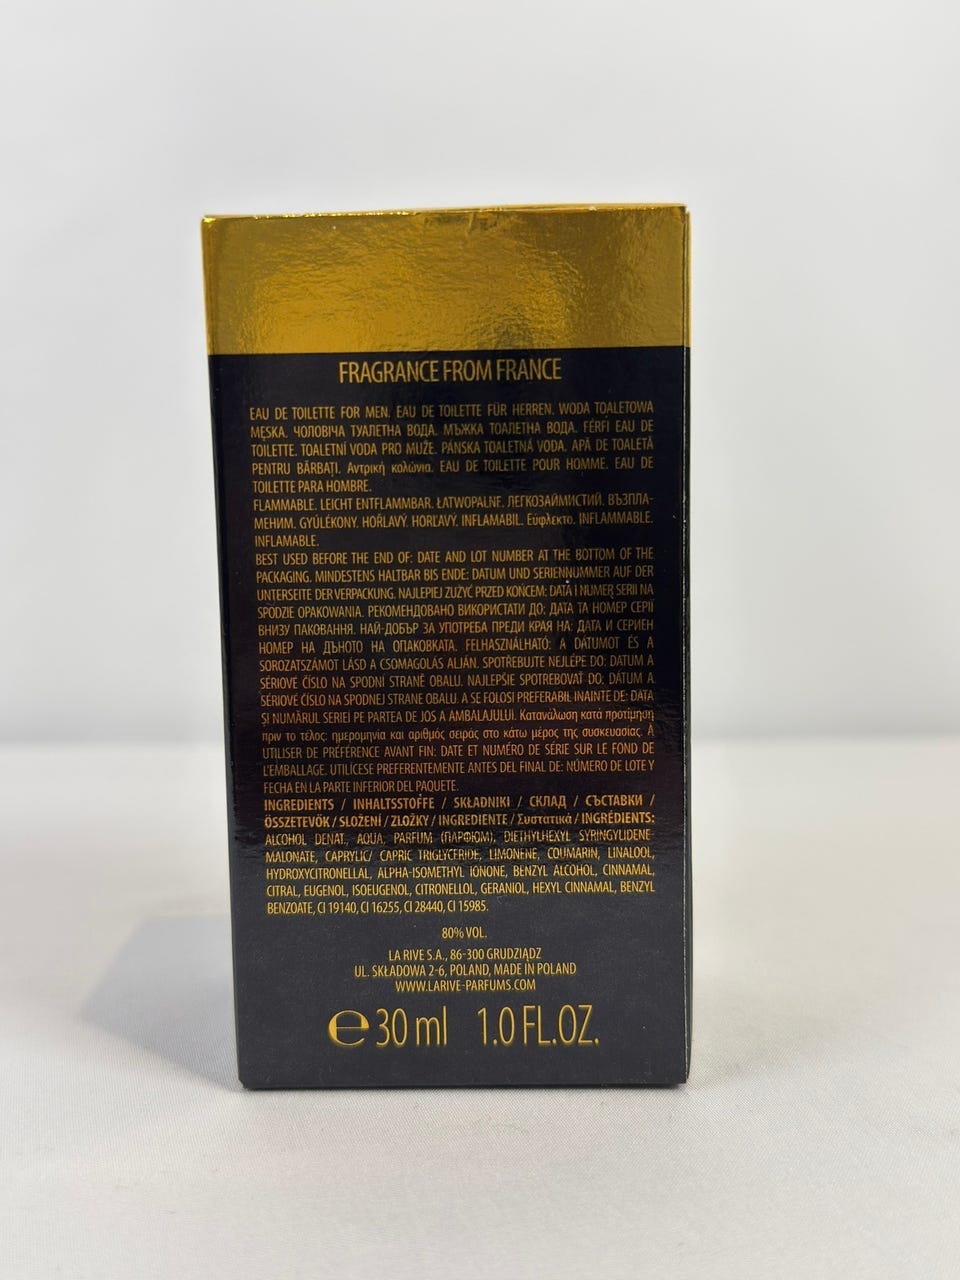 FRAGRANCE FROM FRANCE
EAU DE TOILETTE FOR MEN. EAU DE TOILETTE FÜR HERREN. WODA TOALETOWA
MĘSKA. ЧОЛОВІЧА ТУАЛЕТНА ВОДА. МЪЖКА ТОАЛЕТНА ВОДА. FÉRFI EAU DE
TOILETTE. TOALETNÍ VODA PRO MUŽE. PÁNSKA TOALETNÁ VODA. APĂ DE TOALETĂ
PENTRU BĂRBAŢI. Αντρική κολώνια. EAU DE TOILETTE POUR HOMME. EAU DE
TOILETTE PARA HOMBRE.
FLAMMABLE. LEICHT ENTFLAMMBAR. ŁATWOPALNE. ЛЕГКОЗАЙМИСТИЙ. ВЪЗПЛА-
МЕНИМ. GYÚLÉKONY. HOŘLAVÝ. HORĽAVÝ. INFLAMABIL. Εύφλεκτο. INFLAMMABLE.
INFLAMABLE.
BEST USED BEFORE THE END OF: DATE AND LOT NUMBER AT THE BOTTOM OF THE
PACKAGING. MINDESTENS HALTBAR BIS ENDE: DATUM UND SERIENNUMMER AUF DER
UNTERSEITE DER VERPACKUNG. NAJLEPIEJ ZUŻYĆ PRZED KOŃCEM: DATA I NUMER SERII NA
SPODZIE OPAKOWANIA. РЕКОМЕНДОВАНО ВИКОРИСТАТИ ДО: ДАТА ТА НОМЕР СЕРІЇ
ВНИЗУ ПАКОВАННЯ. НАЙ-ДОБЪР ЗА УПОТРЕБА ПРЕДИ КРАЯ НА: ДАТА И СЕРИЕН
НОМЕР НА ДЪНОТО НА ОПАКОВКАТА. FELHASZNÁLHATÓ: A DÁTUMOT ÉS A
SOROZATSZÁMOT LÁSD A CSOMAGOLÁS ALJÁN. SPOTŘEBUJTE NEJLÉPE DO: DATUM A
SÉRIOVÉ ČÍSLO NA SPODNÍ STRANĚ OBALU. NAJLEPŠIE SPOTREBOVAŤ DO: DÁTUM A
SÉRIOVÉ ČÍSLO NA SPODNEJ STRANE OBALU. A SE FOLOSI PREFERABIL INAINTE DE: DATA
ŞI NUMĂRUL SERIEI PE PARTEA DE JOS A AMBALAJULUI. Κατανάλωση κατά προτίμηση
πριν το τέλος: ημερομηνία και αριθμός σειράς στο κάτω μέρος της συσκευασίας. À
UTILISER DE PRÉFÉRENCE AVANT FIN: DATE ET NUMÉRO DE SÉRIE SUR LE FOND DE
L'EMBALLAGE. UTILÍCESE PREFERENTEMENTE ANTES DEL FINAL DE: NÚMERO DE LOTE Y
FECHA EN LA PARTE INFERIOR DEL PAQUETE.
INGREDIENTS / INHALTSSTOFFE / SKŁADNIKI / СКЛАД / СЪСТАВКИ /
ÖSSZETEVŐK / SLOŽENÍ / ZLOŽKY / INGREDIENTE / Συστατικά / INGRÉDIENTS:
ALCOHOL DENAT., AQUA, PARFUM (ПАРФЮМ), DIETHYLHEXYL SYRINGYLIDENE
MALONATE, CAPRYLIC/ CAPRIC TRIGLYCERIDE, LIMONENE, COUMARIN, LINALOOL,
HYDROXYCITRONELLAL, ALPHA-ISOMETHYL IONONE, BENZYL ALCOHOL, CINNAMAL,
CITRAL, EUGENOL, ISOEUGENOL, CITRONELLOL, GERANIOL, HEXYL CINNAMAL, BENZYL
BENZOATE, CI 19140, CI 16255, CI 28440, CI 15985.
80% VOL.
LA RIVE S.A., 86-300 GRUDZIĄDZ
UL. SKŁADOWA 2-6, POLAND, MADE IN POLAND
WWW.LARIVE-PARFUMS.COM
℮ 30 ml 1.0 FL.OZ.